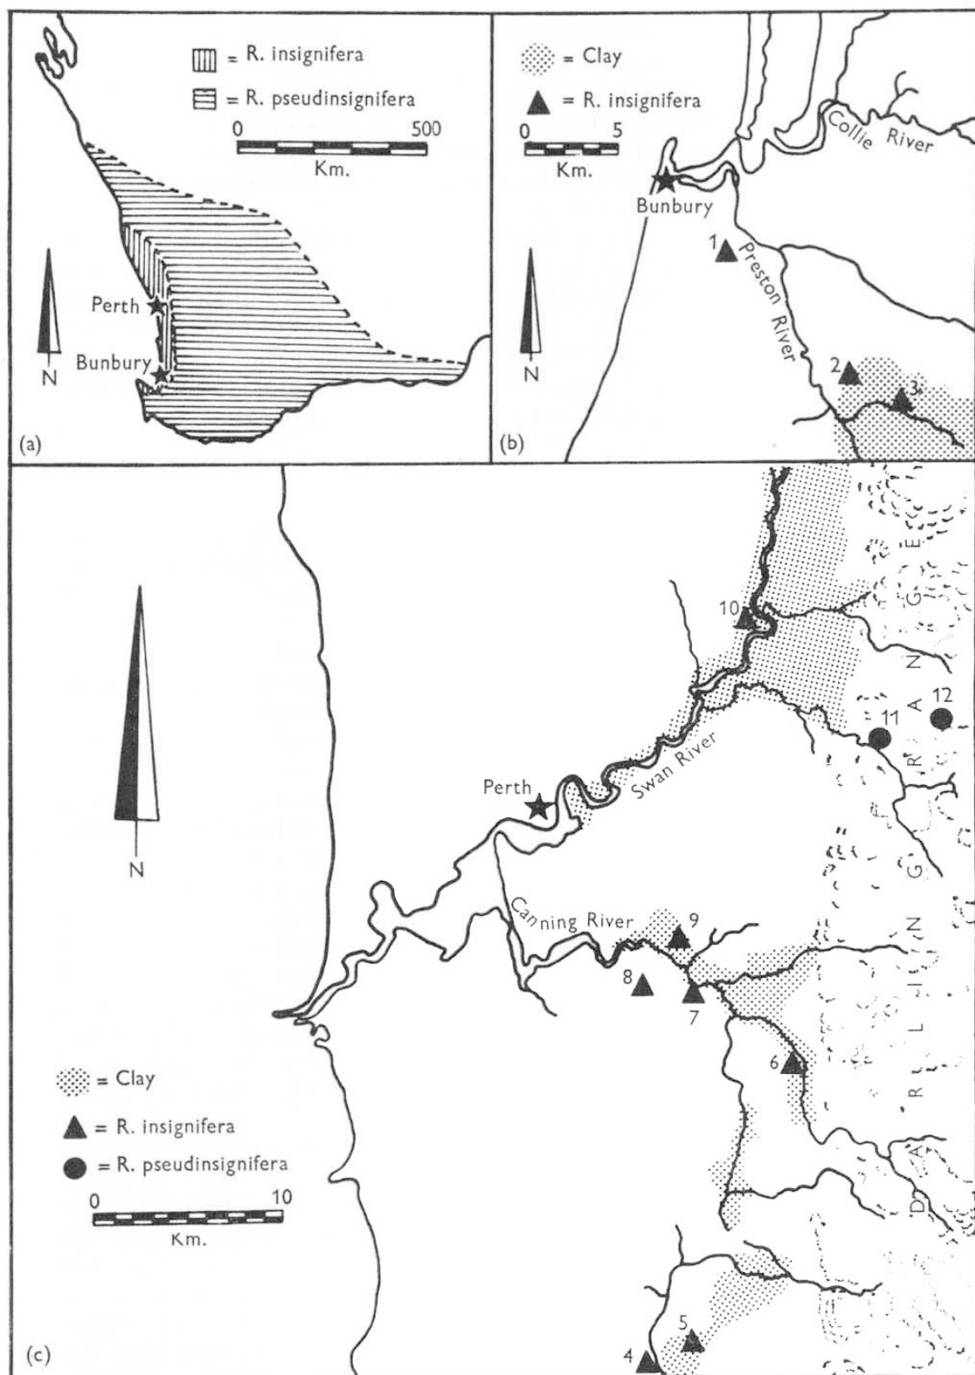 = R. insignifera
= R. pseudinsignifera
0 500
Km.
Perth
Bunbury
N
(a)
= Clay
= R. insignifera
0 5
Km.
Collie River
Bunbury
1
Preston River
2
3
N
(b)
10
12
11
Perth
Swan River
N
Canning River
9
8
7
6
DARLING RANGE
= Clay
= R. insignifera
= R. pseudinsignifera
0 10
Km.
5
4
(c)